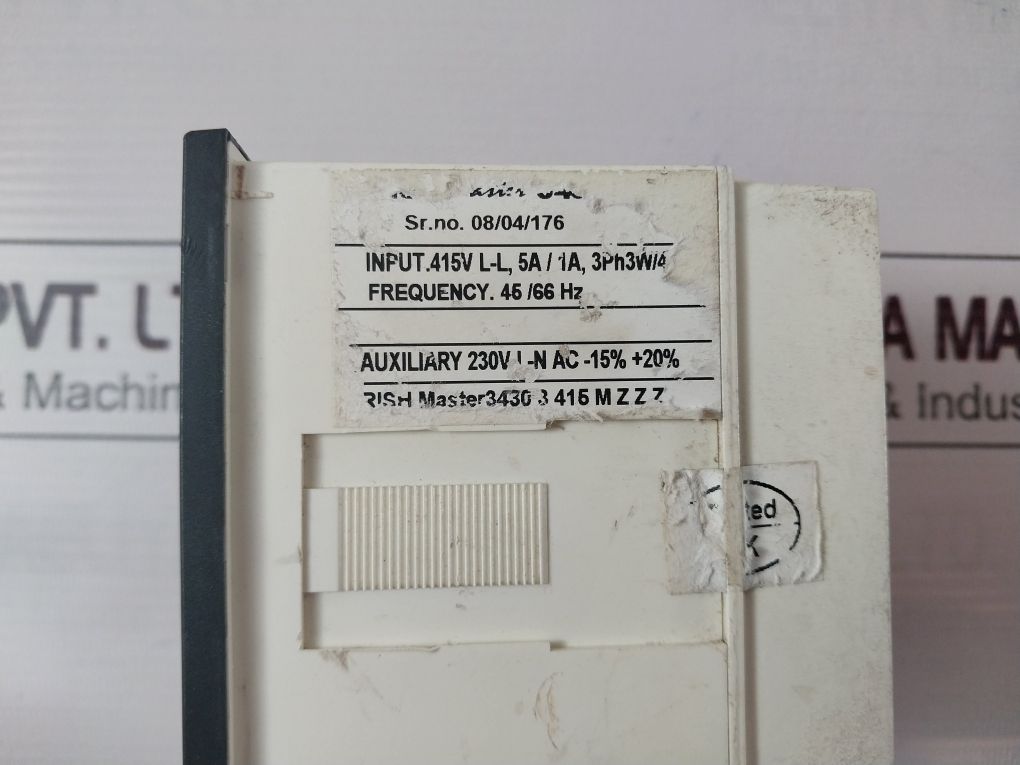 Sr.no. 08/04/176
INPUT.415V L-L, 5A / 1A, 3Ph3W/4
FREQUENCY. 45 /66 Hz
AUXILIARY 230V L-N AC -15% +20%
RISH Master3430 3 415 M Z Z Z
PVT. L
& Machin
A MA
& indus